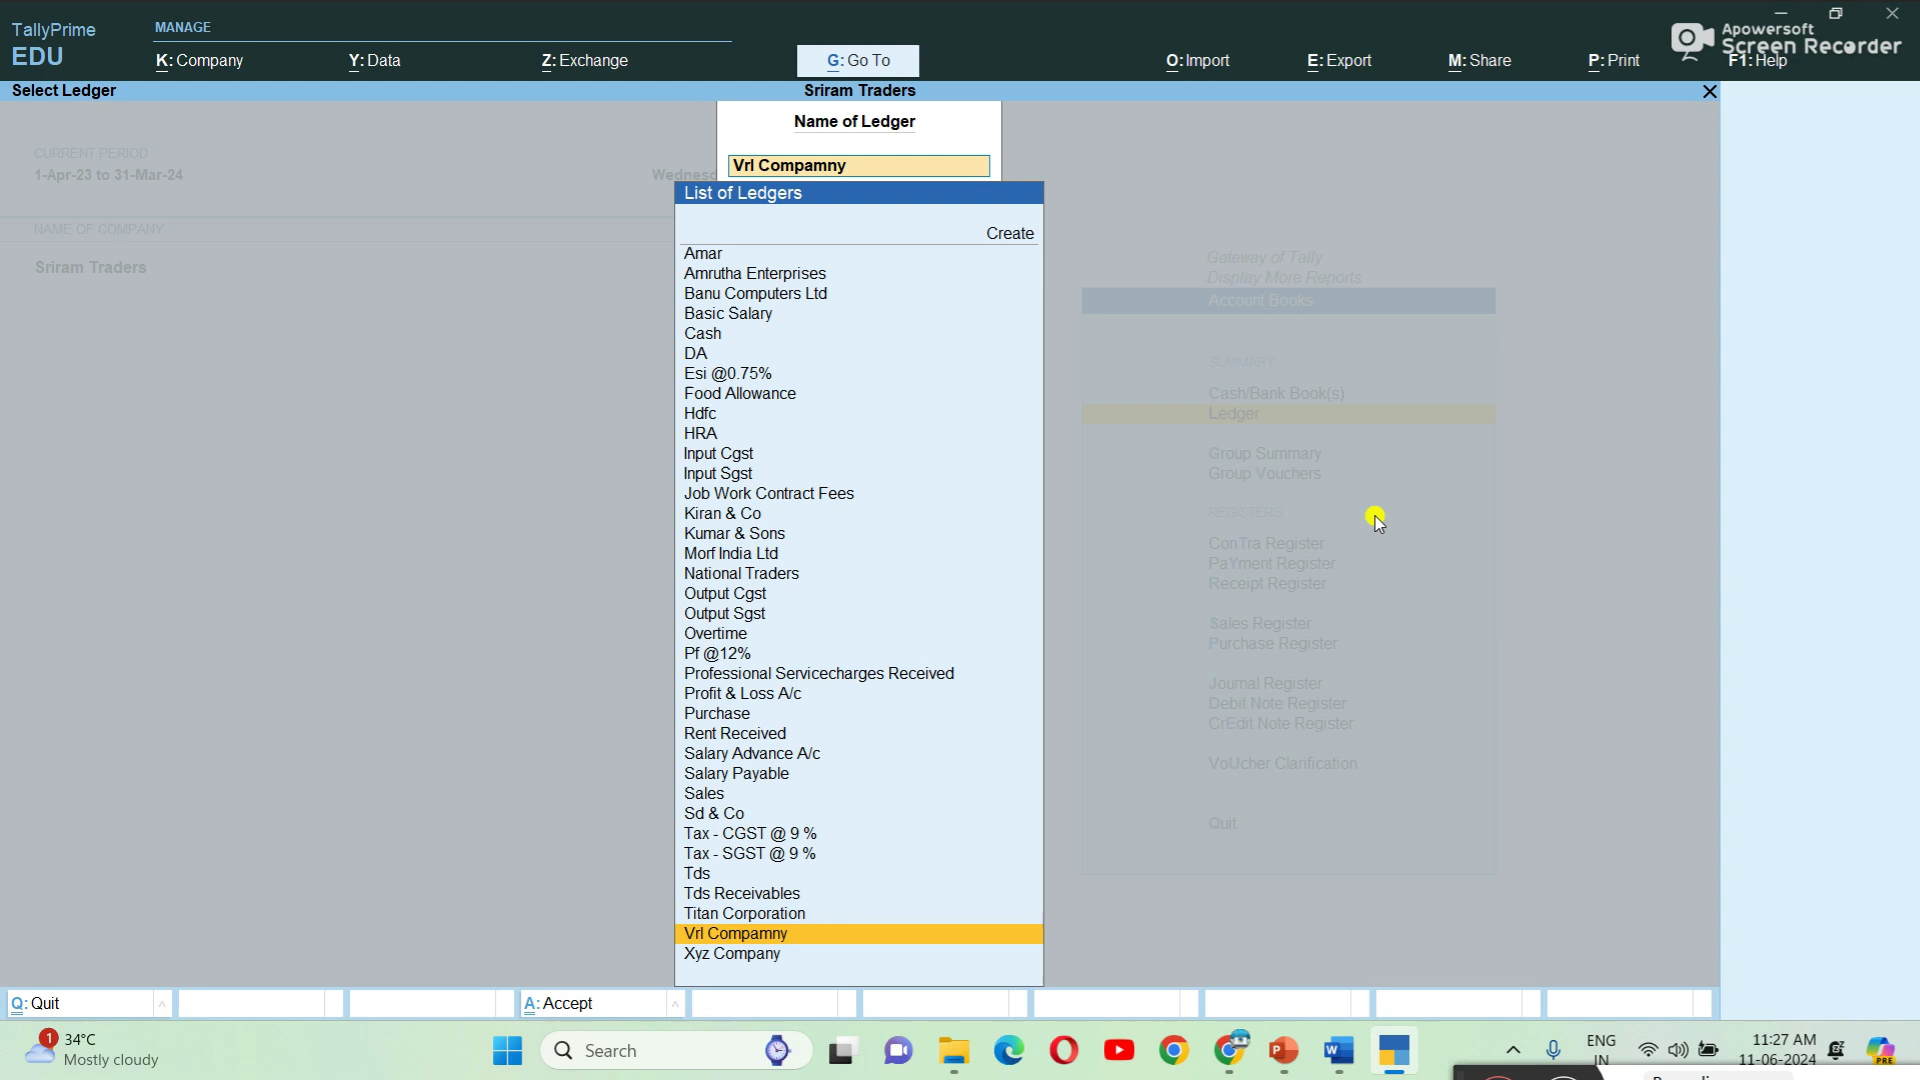 TallyPrime
EDU
MANAGE
K: Company
Y: Data
Z: Exchange
G: Go To
O: Import
E: Export
M: Share
P: Print
F1: Help
Apowersoft
Screen Recorder
Select Ledger
Sriram Traders
Name of Ledger
Vrl Compamny
CURRENT PERIOD
1-Apr-23 to 31-Mar-24
NAME OF COMPANY
Sriram Traders
List of Ledgers
Create
Amar
Amrutha Enterprises
Banu Computers Ltd
Basic Salary
Cash
DA
Esi @0.75%
Food Allowance
Hdfc
HRA
Input Cgst
Input Sgst
Job Work Contract Fees
Kiran & Co
Kumar & Sons
Morf India Ltd
National Traders
Output Cgst
Output Sgst
Overtime
Pf @12%
Professional Servicecharges Received
Profit & Loss A/c
Purchase
Rent Received
Salary Advance A/c
Salary Payable
Sales
Sd & Co
Tax - CGST @ 9 %
Tax - SGST @ 9 %
Tds
Tds Receivables
Titan Corporation
Vrl Compamny
Xyz Company
Gateway of Tally
Display More Reports
Account Books
SUMMARY
Cash/Bank Book(s)
Ledger
Group Summary
Group Vouchers
REGISTERS
ConTra Register
PaYment Register
Receipt Register
Sales Register
Purchase Register
Journal Register
Debit Note Register
CrEdit Note Register
VoUcher Clarification
Quit
Q: Quit
A: Accept
1
34°C
Mostly cloudy
Search
ENG
IN
11:27 AM
11-06-2024
PRE